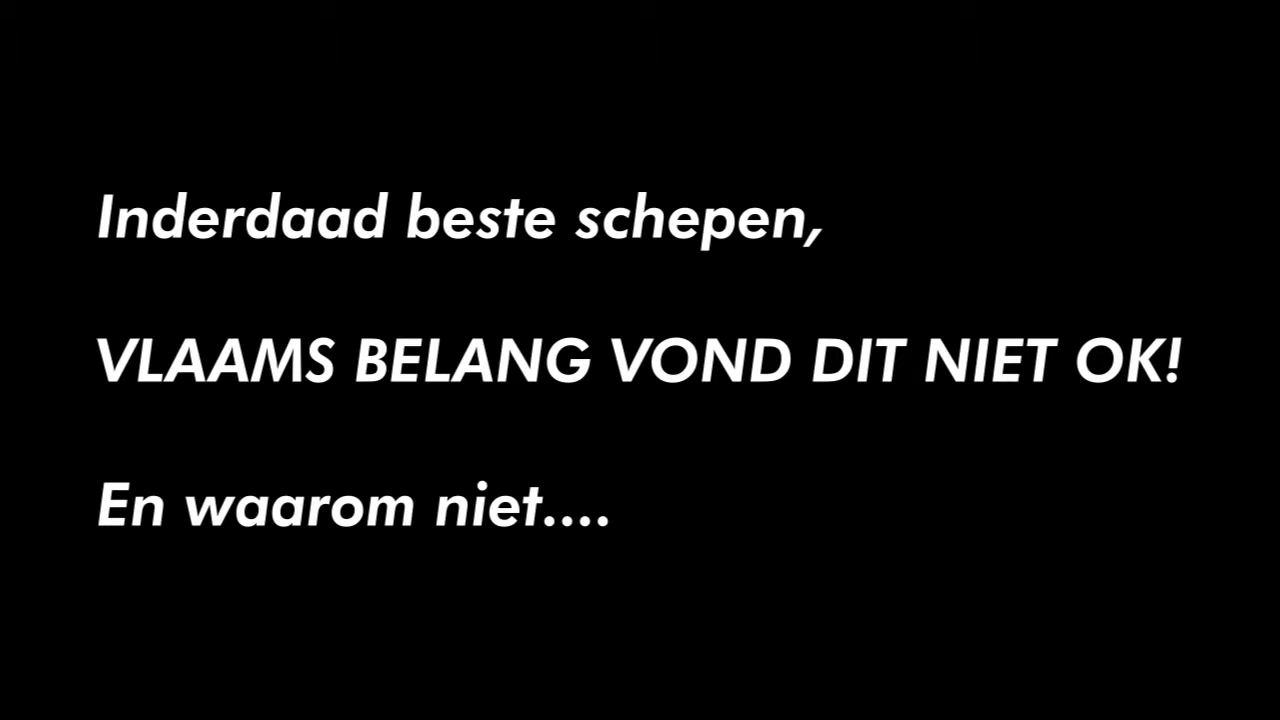 Inderdaad beste schepen,
VLAAMS BELANG VOND DIT NIET OK!
En waarom niet....